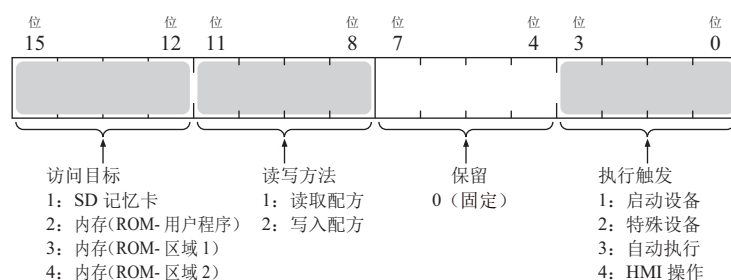 位 位 位 位 位 位 位 位
15 12 11 8 7 4 3 0
访问目标 读写方法 保留 执行触发
1：SD 记忆卡 1：读取配方 0（固定） 1：启动设备
2：内存(ROM- 用户程序) 2：写入配方 2：特殊设备
3：内存(ROM- 区域 1) 3：自动执行
4：内存(ROM- 区域 2) 4：HMI 操作